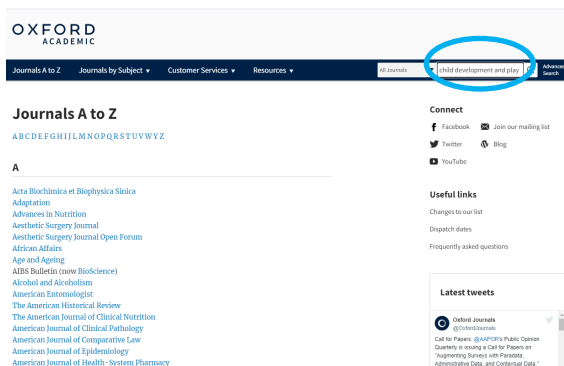 OXFORD
ACADEMIC
Journals A to Z Journals by Subject ▼ Customer Services ▼ Resources ▼ All Journals ▼ child development and play Advanced Search
Journals A to Z
A B C D E F G H I J L M N O P Q R S T U V W Y Z
A
Acta Biochimica et Biophysica Sinica
Adaptation
Advances in Nutrition
Aesthetic Surgery Journal
Aesthetic Surgery Journal Open Forum
African Affairs
Age and Ageing
AIBS Bulletin (now BioScience)
Alcohol and Alcoholism
American Entomologist
The American Historical Review
The American Journal of Clinical Nutrition
American Journal of Clinical Pathology
American Journal of Comparative Law
American Journal of Epidemiology
American Journal of Health-System Pharmacy
Connect
Facebook Join our mailing list
Twitter Blog
YouTube
Useful links
Changes to our list
Dispatch dates
Frequently asked questions
Latest tweets
Oxford Journals
@OxfordJournals
Call for Papers: @AAPOR's Public Opinion
Quarterly is issuing a Call for Papers on
"Augmenting Surveys with Paradata,
Administrative Data, and Contextual Data."